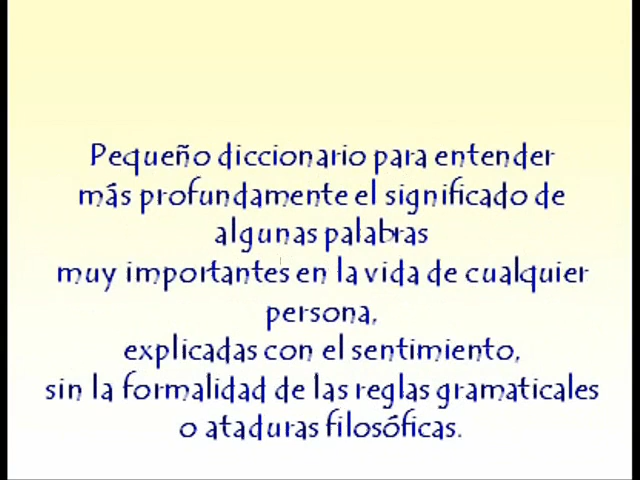 Pequeño diccionario para entender
más profundamente el significado de
algunas palabras
muy importantes en la vida de cualquier
persona,
explicadas con el sentimiento,
sin la formalidad de las reglas gramaticales
o ataduras filosóficas.